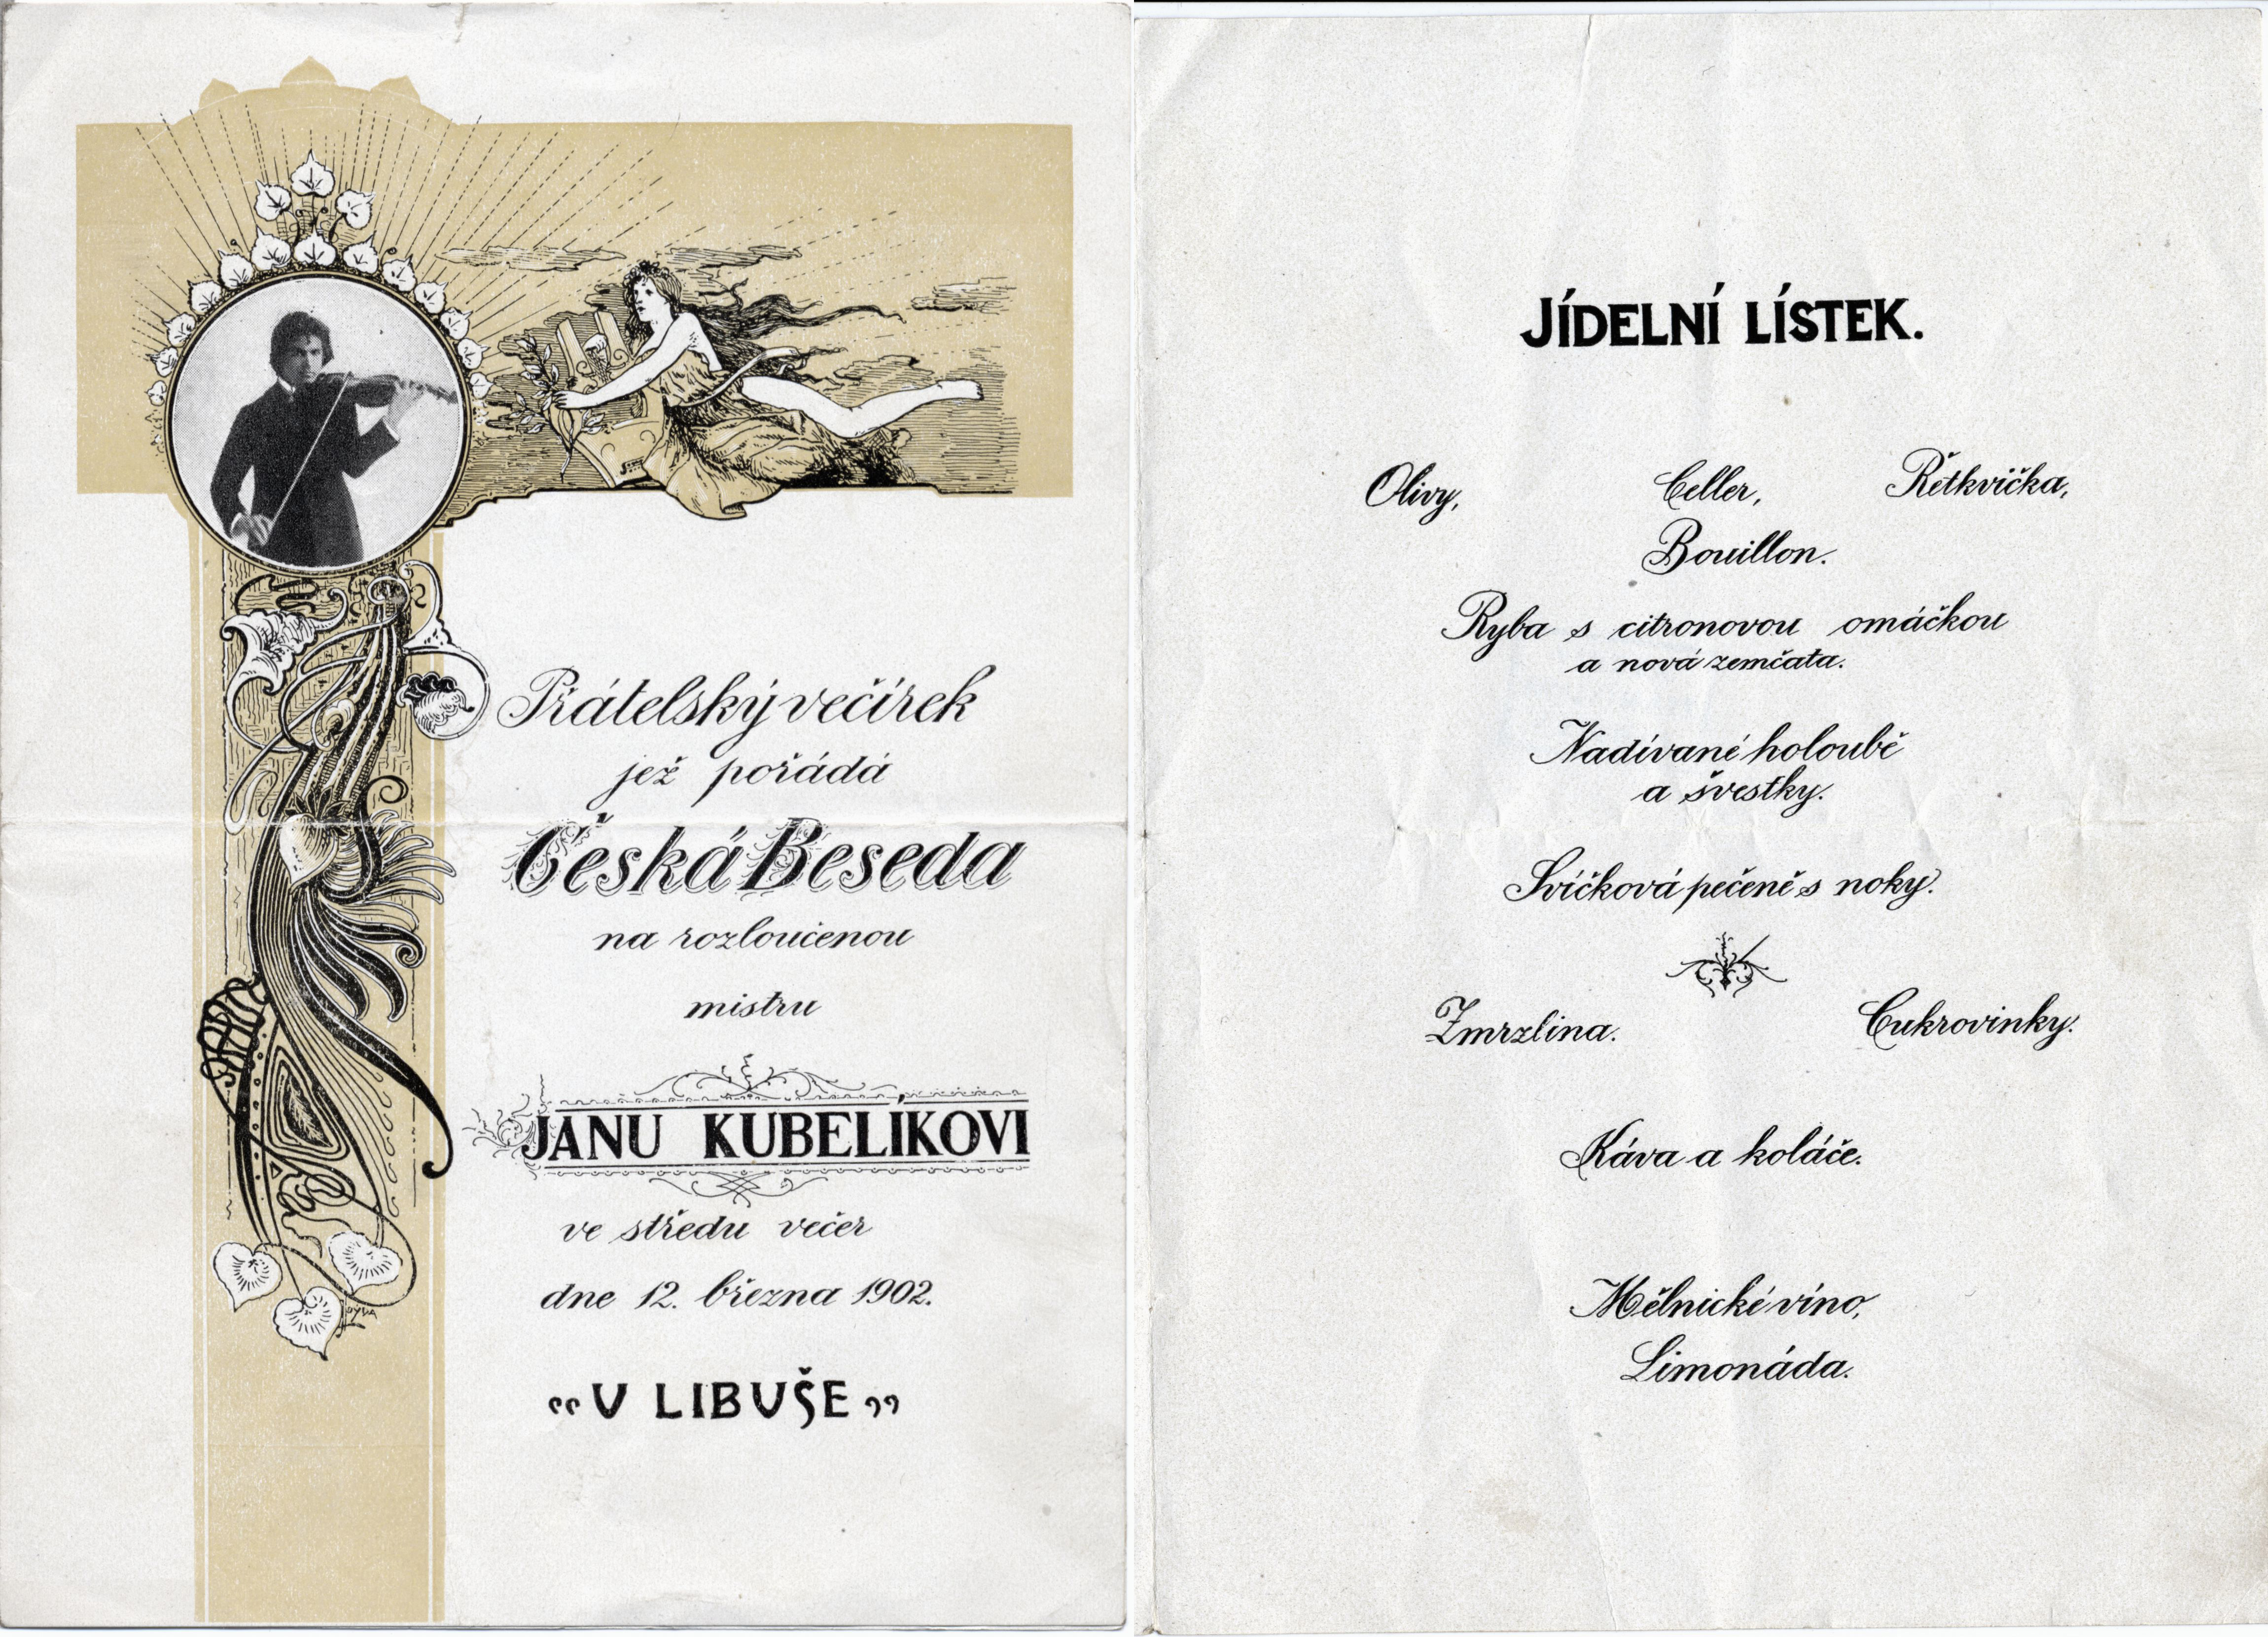 Přátelský večírek
jež pořádá
Česká Beseda
na rozloučenou
mistru
JANU KUBELÍKOVI
ve středu večer
dne 12. března 1902.
„U LIBUŠE”
JÍDELNÍ LÍSTEK.
Olivy, Celler, Řetkvička,
Bouillon.
Ryba s citronovou omáčkou
a nová zemčata.
Nadívané holoubě
a švestky.
Svíčková pečeně s noky.
Zmrzlina. Cukrovinky.
Káva a koláče.
Mělnické víno,
Limonáda.